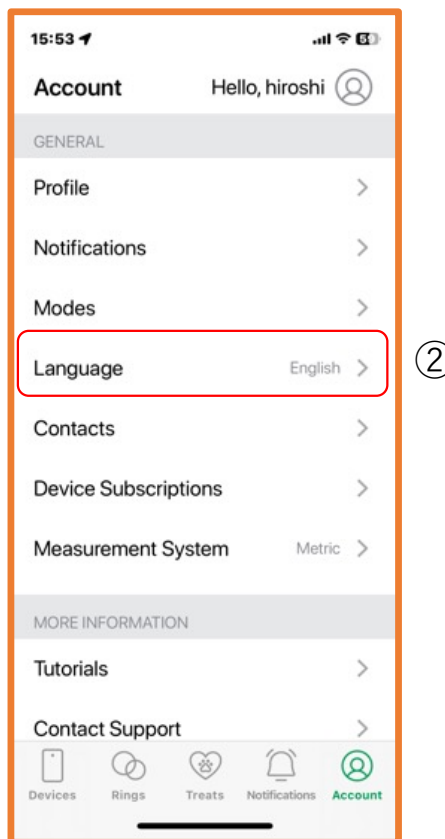 15:53
Account Hello, hiroshi
GENERAL
Profile
Notifications
Modes
Language English
②
Contacts
Device Subscriptions
Measurement System Metric
MORE INFORMATION
Tutorials
Contact Support
Devices Rings Treats Notifications Account